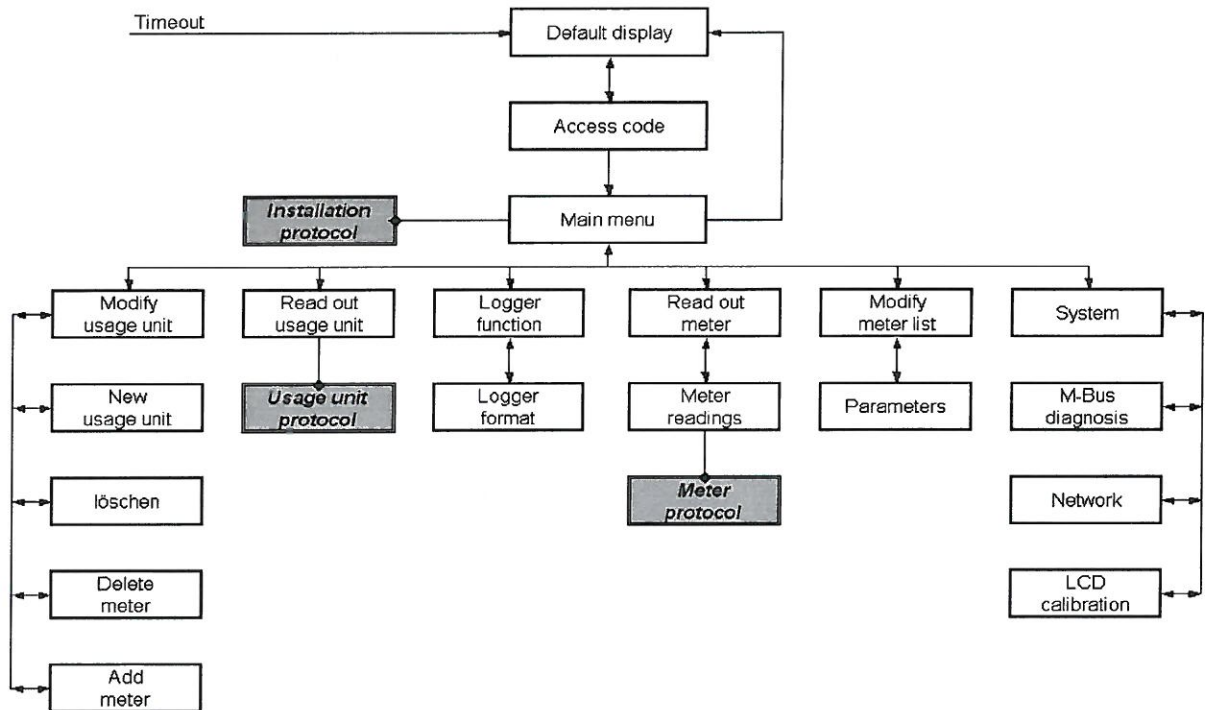 Timeout
Default display
Access code
Installation
protocol
Main menu
Modify
usage unit
Read out
usage unit
Logger
function
Read out
meter
Modify
meter list
System
New
usage unit
Usage unit
protocol
Logger
format
Meter
readings
Parameters
M-Bus
diagnosis
löschen
Meter
protocol
Network
Delete
meter
LCD
calibration
Add
meter